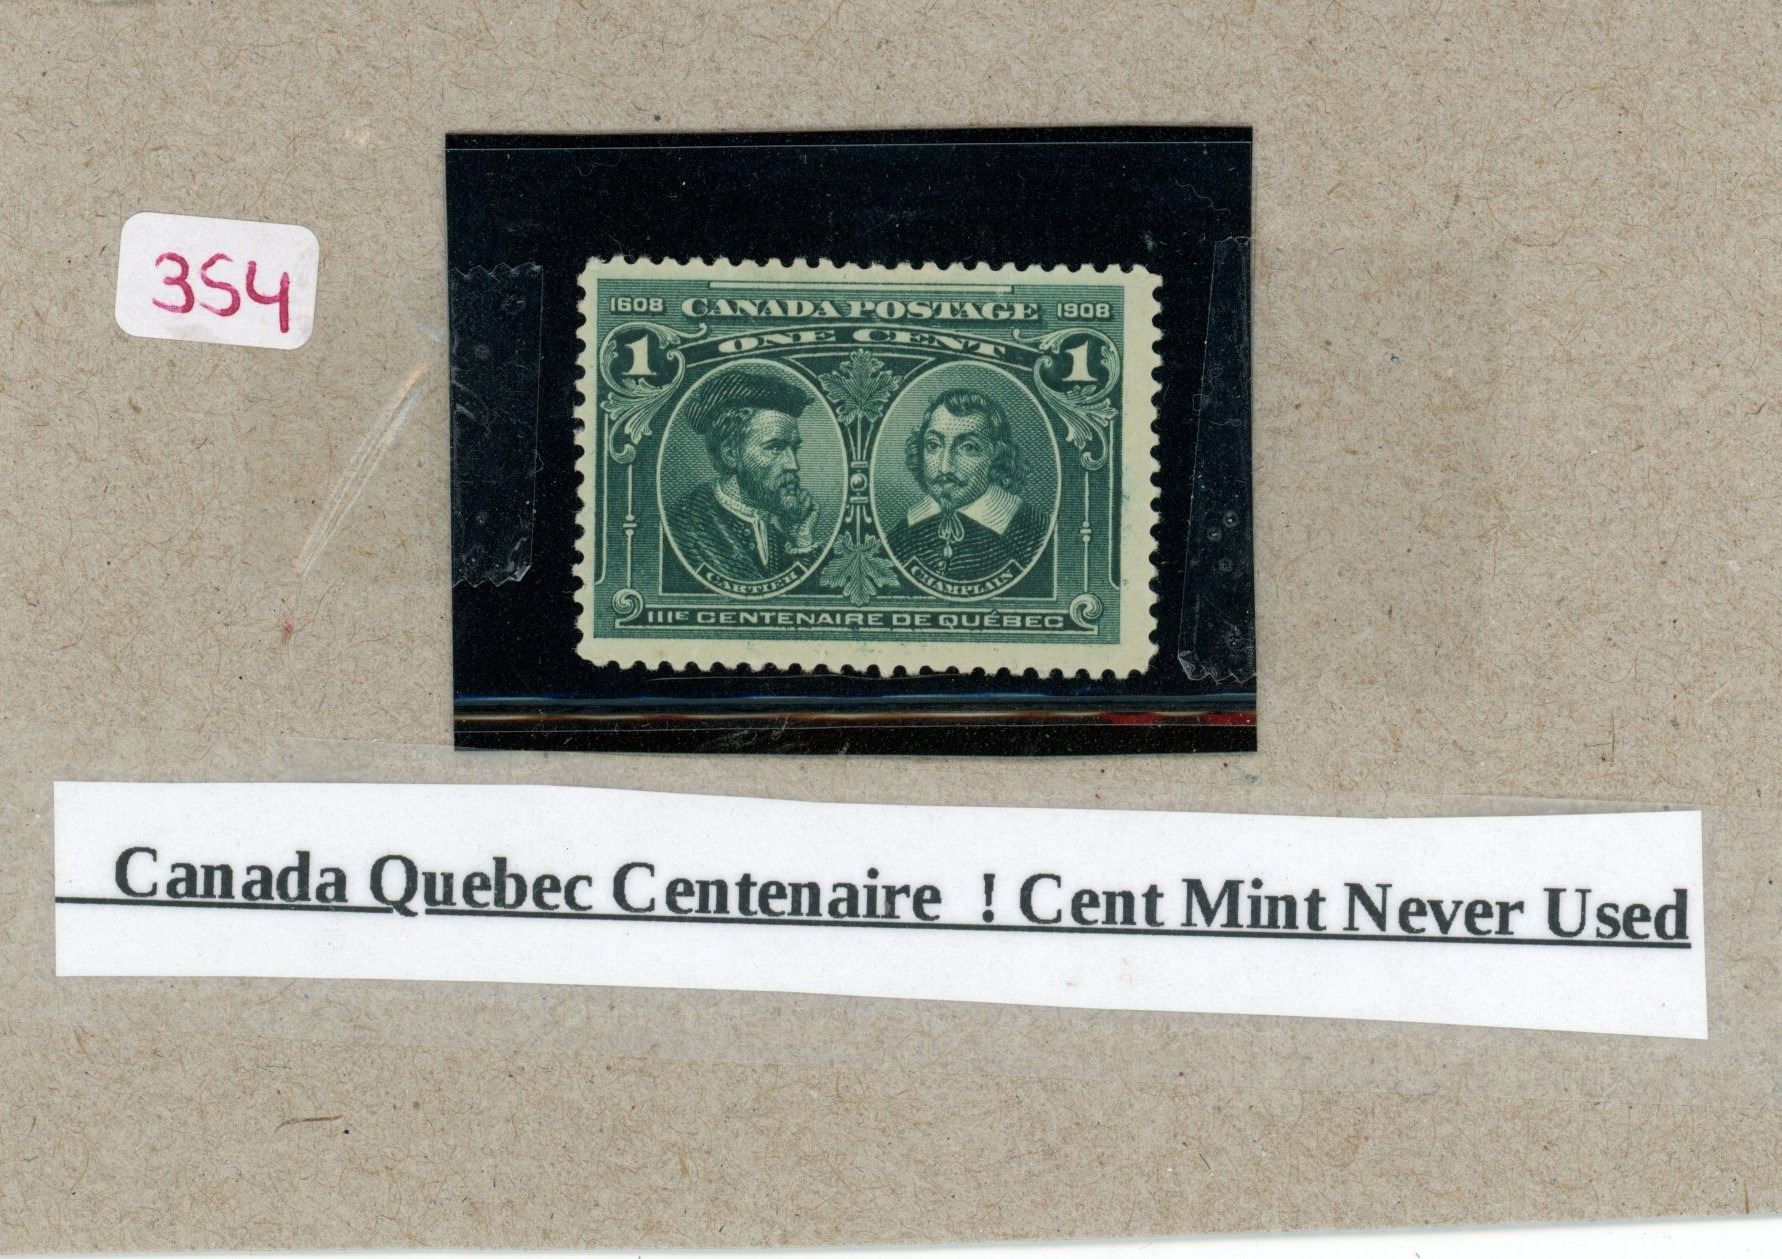 354
1608 CANADA POSTAGE 1908
1 ONE CENT 1
CARTIER CHAMPLAIN
IIIE CENTENAIRE DE QUÉBEC
Canada Quebec Centenaire ! Cent Mint Never Used